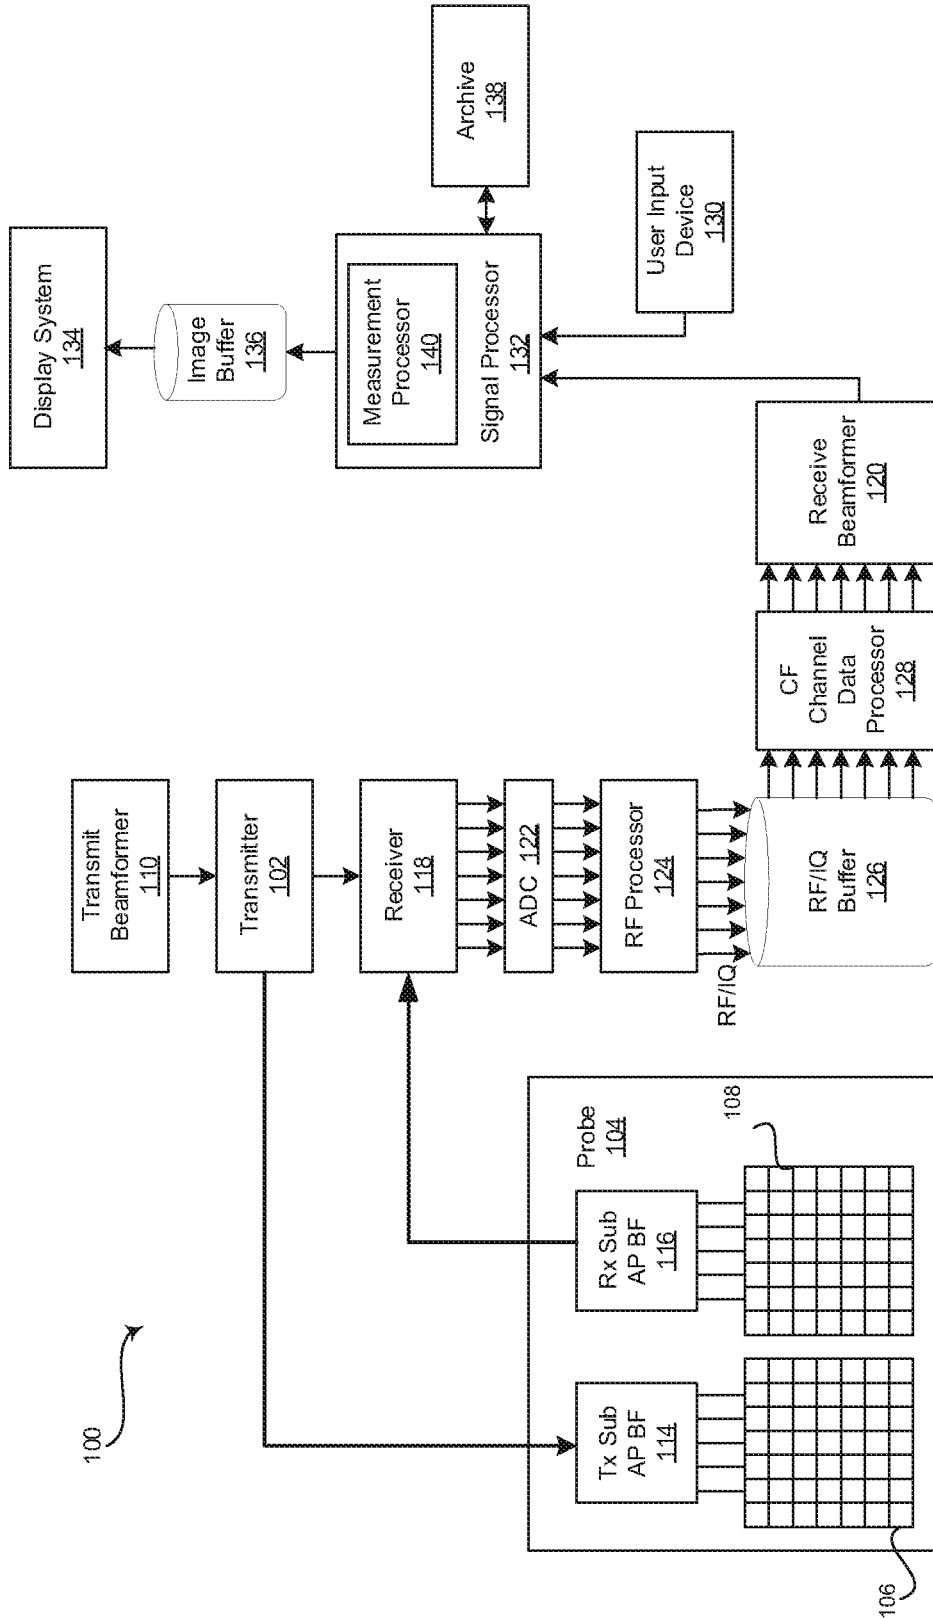 100
Transmit
Beamformer
110
Transmitter
102
Receiver
118
ADC 122
RF Processor
124
RF/IQ
RF/IQ
Buffer
126
Probe
104
Tx Sub
AP BF
114
Rx Sub
AP BF
116
106
108
CF
Channel
Data
Processor
128
Receive
Beamformer
120
Display System
134
Image
Buffer
136
Measurement
Processor
140
Signal Processor
132
Archive
138
User Input
Device
130